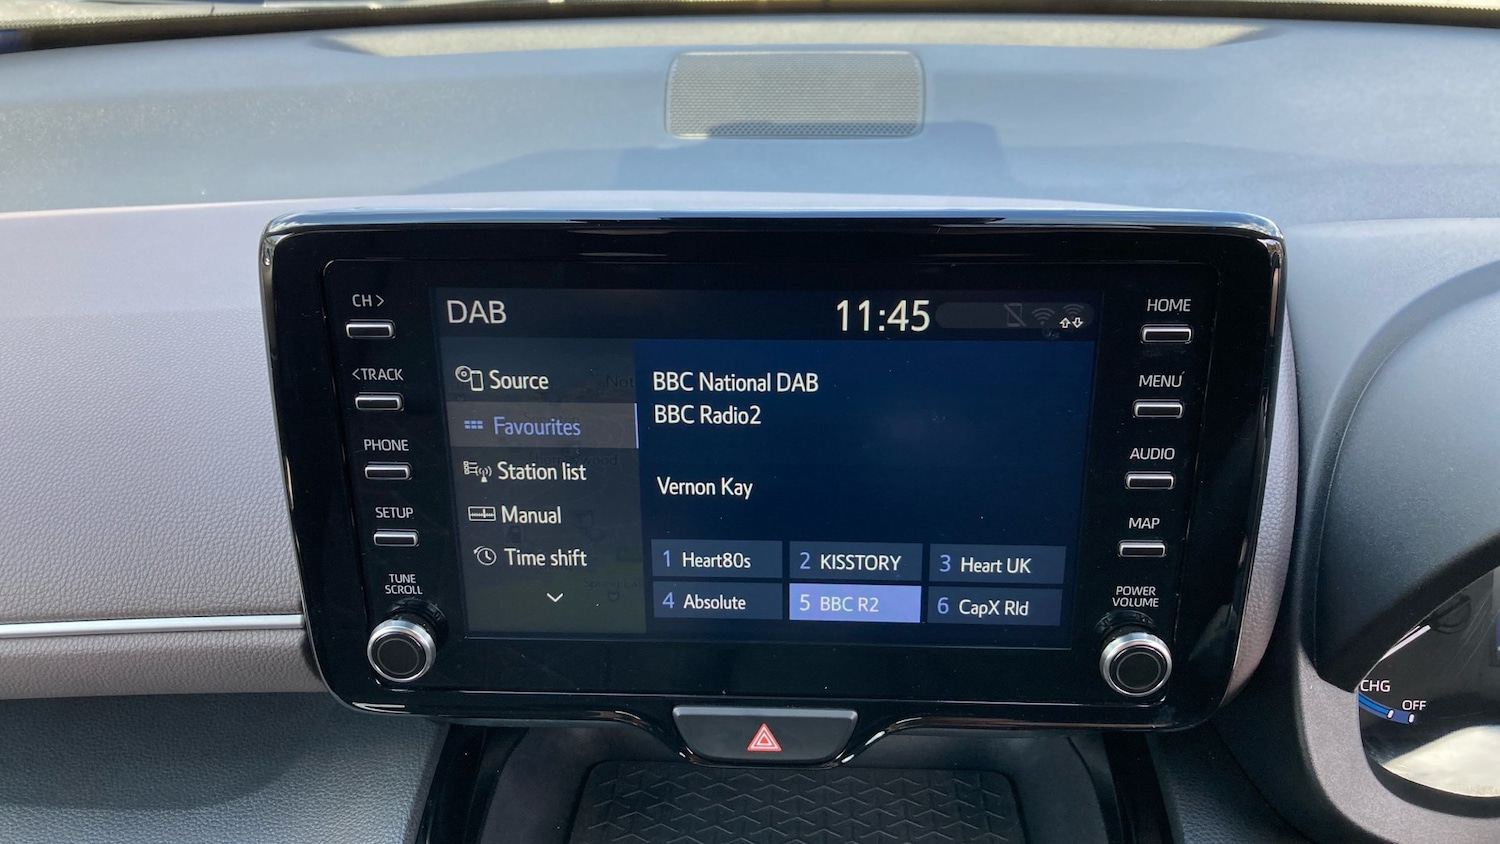 CH >
<TRACK
PHONE
SETUP
TUNE
SCROLL
DAB
11:45
Source
Favourites
Station list
Manual
Time shift
BBC National DAB
BBC Radio2
Vernon Kay
1 Heart80s
2 KISSTORY
3 Heart UK
4 Absolute
5 BBC R2
6 CapX Rld
HOME
MENU
AUDIO
MAP
POWER
VOLUME
CHG
OFF